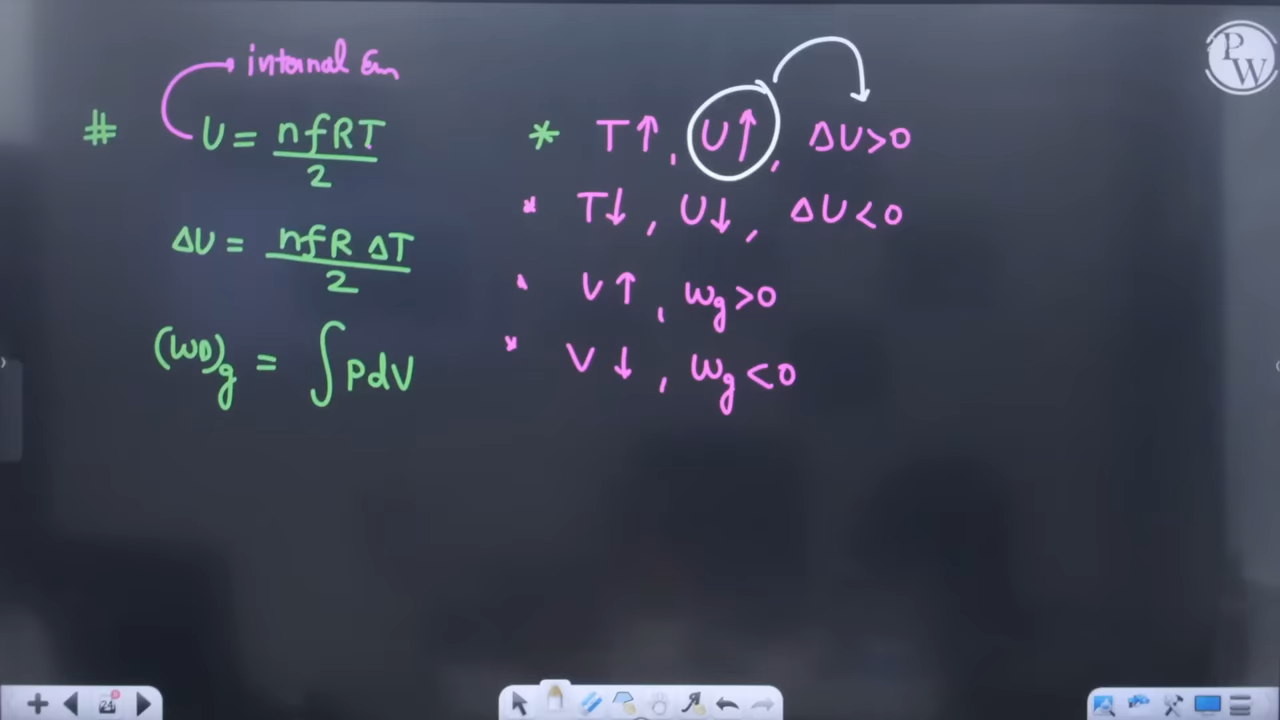 internal En
# U = nfRT/2
ΔU = nfR ΔT/2
(WD)g = ∫PdV
* T↑, U↑, ΔU>0
* T↓, U↓, ΔU<0
* V↑, Wg>0
* V↓, Wg<0
PW
24